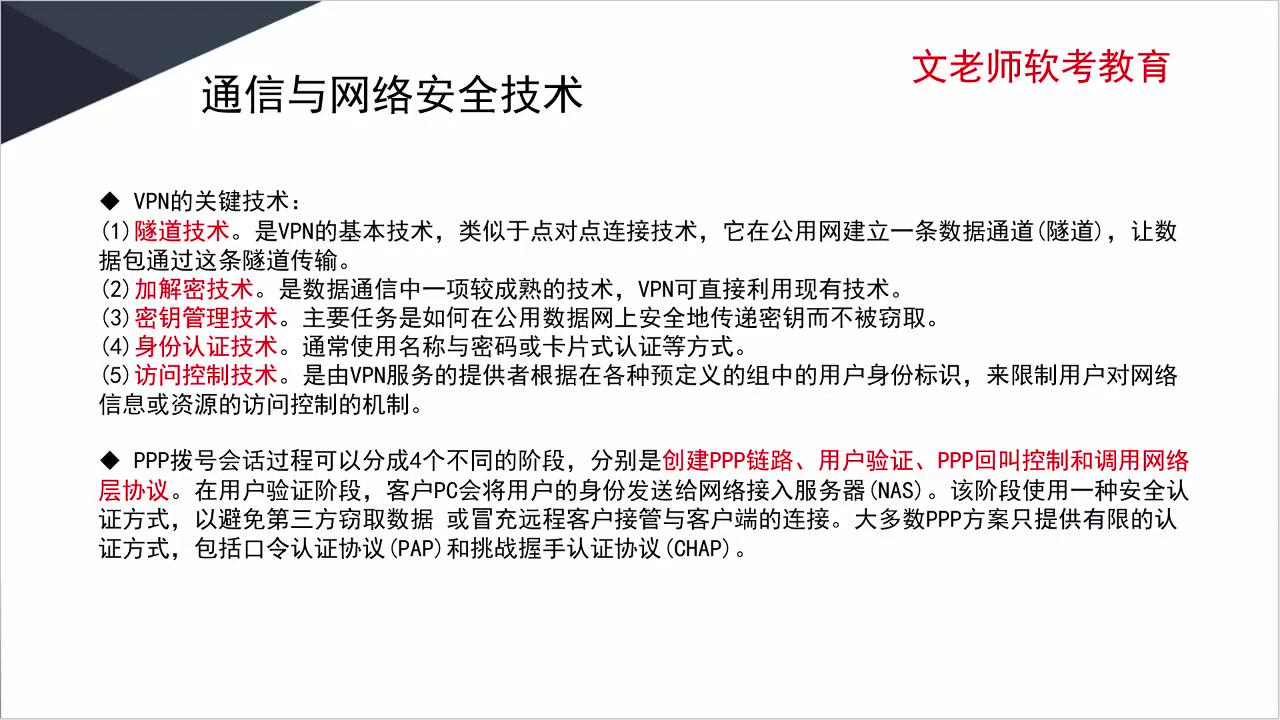 文老师软考教育
通信与网络安全技术
◆ VPN的关键技术：
(1)隧道技术。是VPN的基本技术，类似于点对点连接技术，它在公用网建立一条数据通道(隧道)，让数
据包通过这条隧道传输。
(2)加解密技术。是数据通信中一项较成熟的技术，VPN可直接利用现有技术。
(3)密钥管理技术。主要任务是如何在公用数据网上安全地传递密钥而不被窃取。
(4)身份认证技术。通常使用名称与密码或卡片式认证等方式。
(5)访问控制技术。是由VPN服务的提供者根据在各种预定义的组中的用户身份标识，来限制用户对网络
信息或资源的访问控制的机制。
◆ PPP拨号会话过程可以分成4个不同的阶段，分别是创建PPP链路、用户验证、PPP回叫控制和调用网络
层协议。在用户验证阶段，客户PC会将用户的身份发送给网络接入服务器(NAS)。该阶段使用一种安全认
证方式，以避免第三方窃取数据 或冒充远程客户接管与客户端的连接。大多数PPP方案只提供有限的认
证方式，包括口令认证协议(PAP)和挑战握手认证协议(CHAP)。